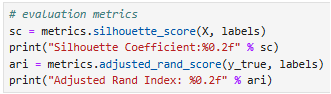 # evaluation metrics
sc = metrics.silhouette_score(X, labels)
print("Silhouette Coefficient:%0.2f" % sc)
ari = metrics.adjusted_rand_score(y_true, labels)
print("Adjusted Rand Index: %0.2f" % ari)